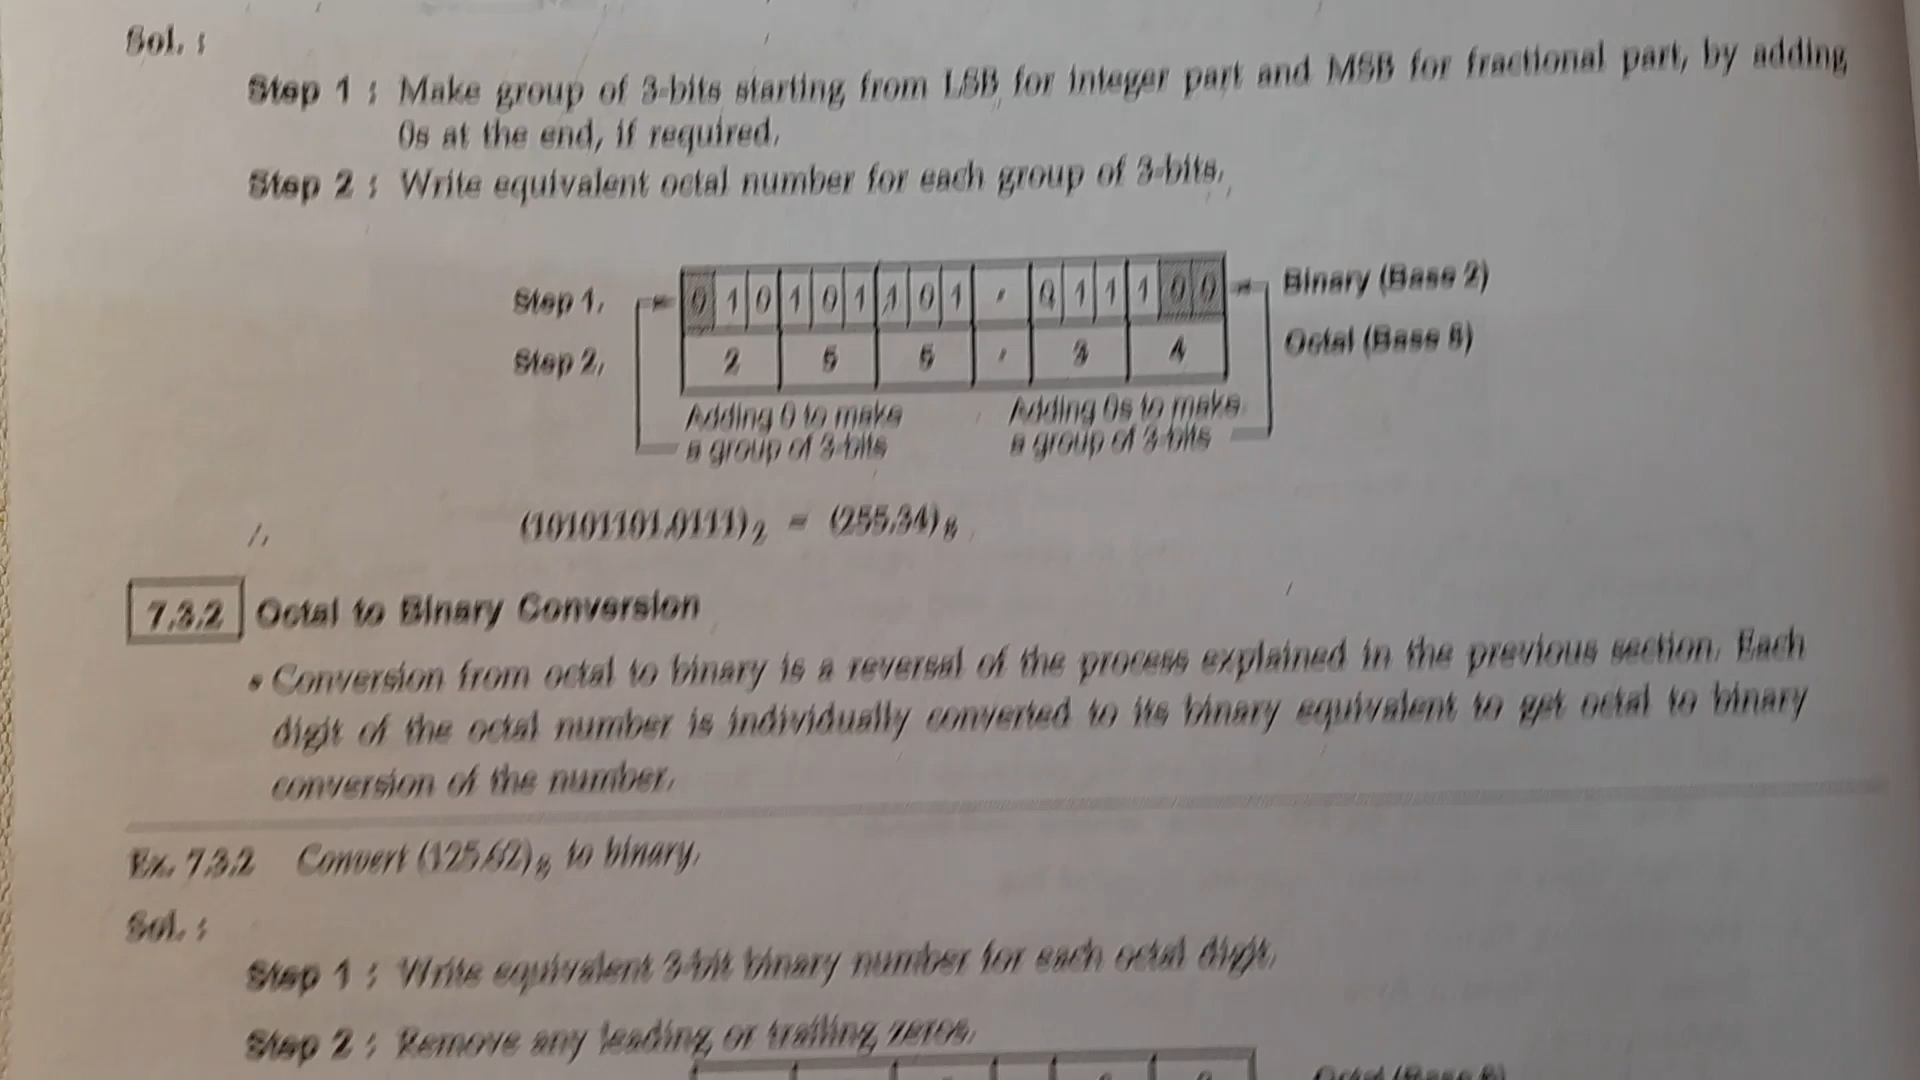 Sol. :
Step 1 : Make group of 3-bits starting from LSB for integer part and MSB for fractional part, by adding
0s at the end, if required.
Step 2 : Write equivalent octal number for each group of 3-bits.
Step 1. 0 1 0 1 0 1 1 0 1 . 0 1 1 1 0 0 Binary (Base 2)
Step 2. 2 5 5 . 3 4 Octal (Base 8)
Adding 0 to make Adding 0s to make
a group of 3-bits a group of 3-bits
(10101101.0111)2 = (255.34)8
7.3.2 Octal to Binary Conversion
• Conversion from octal to binary is a reversal of the process explained in the previous section. Each
digit of the octal number is individually converted to its binary equivalent to get octal to binary
conversion of the number.
Ex. 7.3.2 Convert (125.62)8 to binary.
Sol. :
Step 1 : Write equivalent 3-bit binary number for each octal digit.
Step 2 : Remove any leading or trailing zeros.
Octal (Base 8)